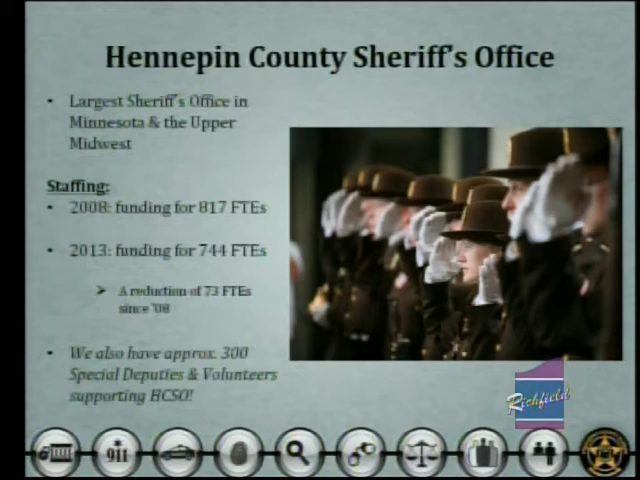 Hennepin County Sheriff's Office
• Largest Sheriff's Office in
Minnesota & the Upper
Midwest
Staffing:
• 2008: funding for 817 FTEs
• 2013: funding for 744 FTEs
➢ A reduction of 73 FTEs
since '08
• We also have approx. 300
Special Deputies & Volunteers
supporting HCSO!
Richfield
911